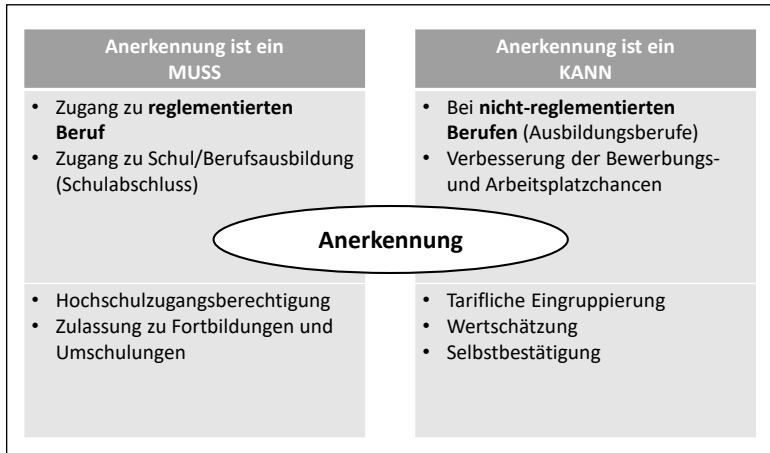 Anerkennung ist ein
MUSS
• Zugang zu reglementierten
Beruf
• Zugang zu Schul/Berufsausbildung
(Schulabschluss)
Anerkennung ist ein
KANN
• Bei nicht-reglementierten
Berufen (Ausbildungsberufe)
• Verbesserung der Bewerbungs-
und Arbeitsplatzchancen
Anerkennung
• Hochschulzugangsberechtigung
• Zulassung zu Fortbildungen und
Umschulungen
• Tarifliche Eingruppierung
• Wertschätzung
• Selbstbestätigung